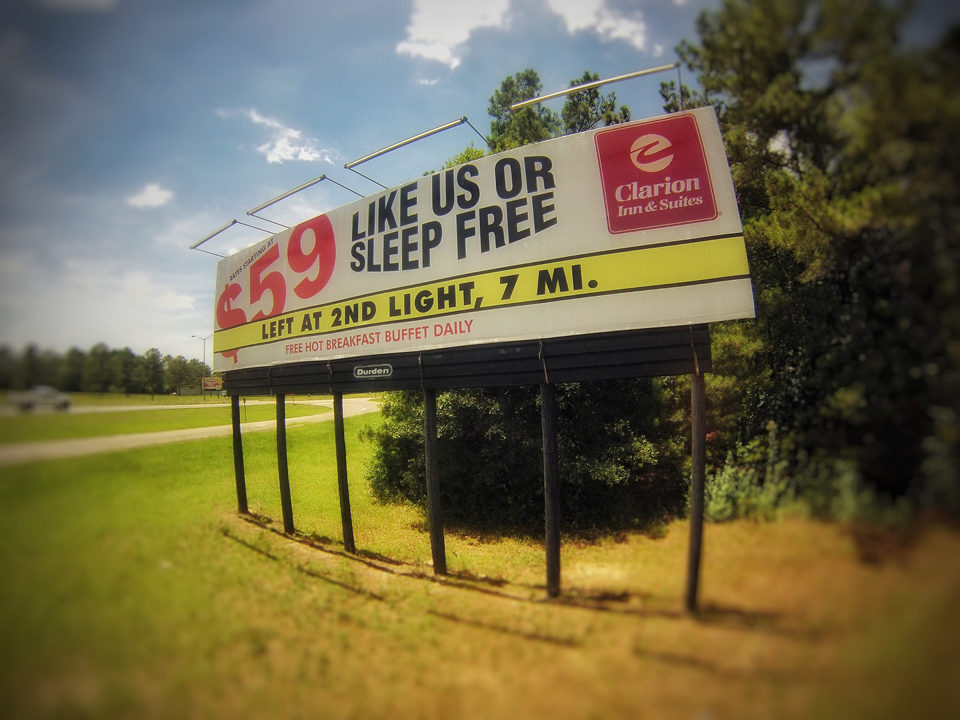 RATES STARTING AT
$59
LIKE US OR
SLEEP FREE
Clarion
Inn & Suites
LEFT AT 2ND LIGHT, 7 MI.
FREE HOT BREAKFAST BUFFET DAILY
Durden